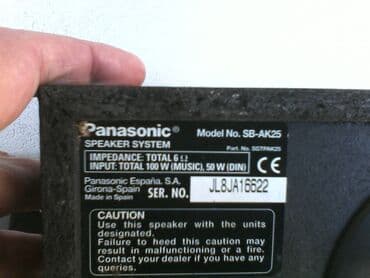 Panasonic® Model No. SB-AK25
SPEAKER SYSTEM Part. No. SGTPAK25
IMPEDANCE: TOTAL 6 Ω
INPUT: TOTAL 100 W (MUSIC), 50 W (DIN) CE
Panasonic España, S.A.
Girona-Spain
Made in Spain SER. NO. JL8JA16622
CAUTION
Use this speaker with the units
designated.
Failure to heed this caution may
result in malfunctioning or a fire.
Contact your dealer if you have any
queries.